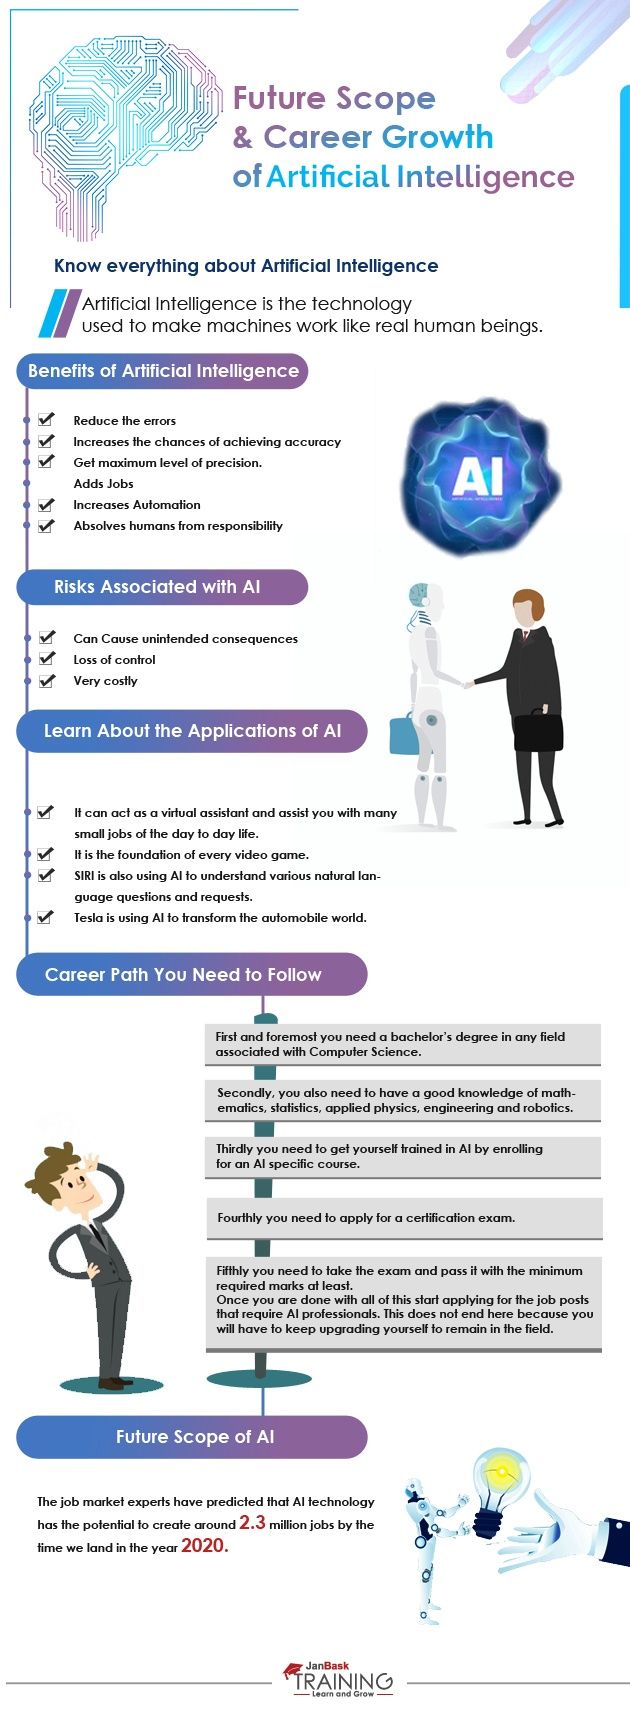 Future Scope
& Career Growth
of Artificial Intelligence
Know everything about Artificial Intelligence
Artificial Intelligence is the technology
used to make machines work like real human beings.
Benefits of Artificial Intelligence
Reduce the errors
Increases the chances of achieving accuracy
Get maximum level of precision.
Adds Jobs
Increases Automation
Absolves humans from responsibility
AI
ARTIFICIAL INTELLIGENCE
Risks Associated with AI
Can Cause unintended consequences
Loss of control
Very costly
Learn About the Applications of AI
It can act as a virtual assistant and assist you with many
small jobs of the day to day life.
It is the foundation of every video game.
SIRI is also using AI to understand various natural lan-
guage questions and requests.
Tesla is using AI to transform the automobile world.
Career Path You Need to Follow
First and foremost you need a bachelor's degree in any field
associated with Computer Science.
Secondly, you also need to have a good knowledge of math-
ematics, statistics, applied physics, engineering and robotics.
Thirdly you need to get yourself trained in AI by enrolling
for an AI specific course.
Fourthly you need to apply for a certification exam.
Fifthly you need to take the exam and pass it with the minimum
required marks at least.
Once you are done with all of this start applying for the job posts
that require AI professionals. This does not end here because you
will have to keep upgrading yourself to remain in the field.
Future Scope of AI
The job market experts have predicted that AI technology
has the potential to create around 2.3 million jobs by the
time we land in the year 2020.
JanBask
TRAINING
Learn and Grow